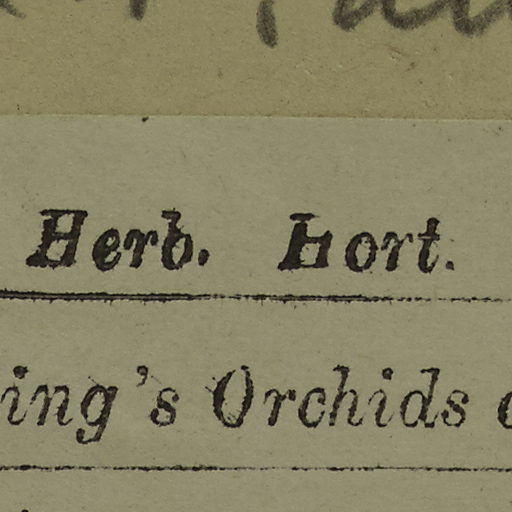 Herb. Hort.
ing's Orchids